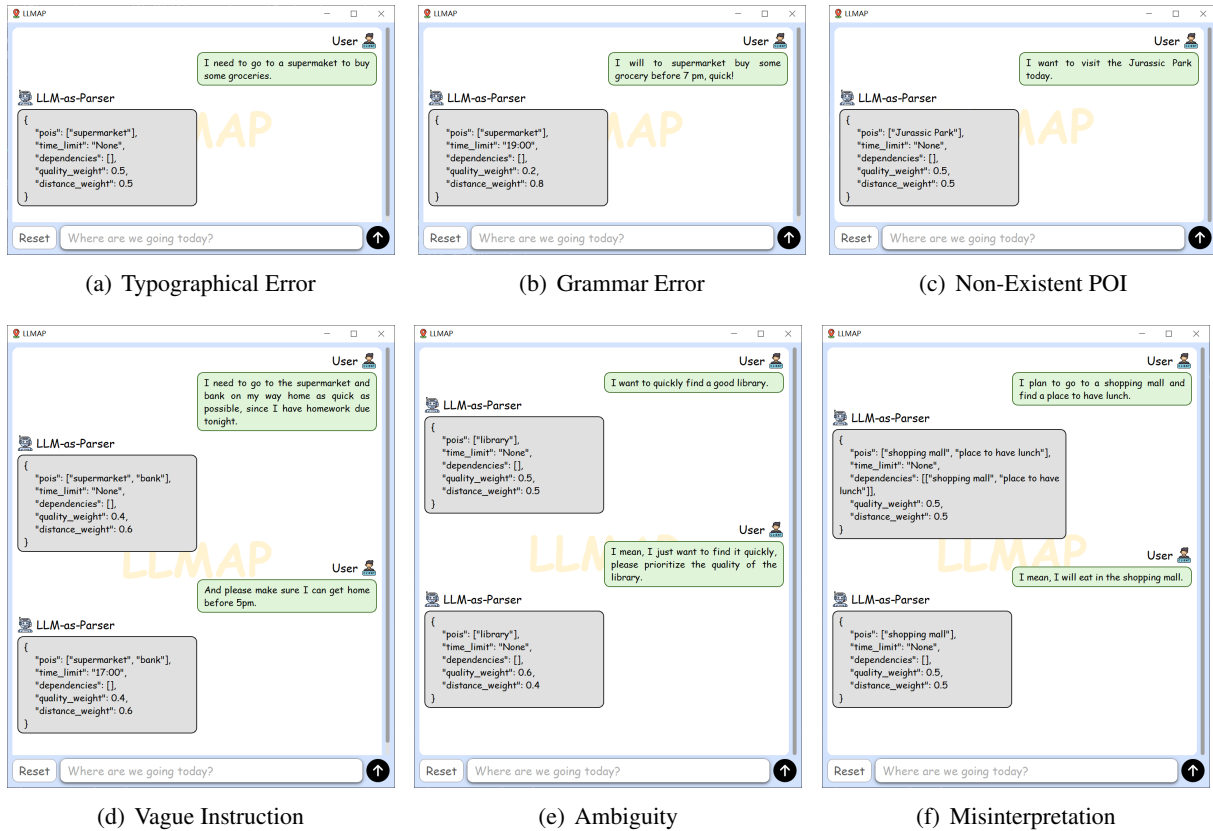 LLMAP
User
I need to go to a supemaket to buy
some groceries.
LLM-as-Parser
{
"pois": ["supermarket"],
"time_limit": "None",
"dependencies": [],
"quality_weight": 0.5,
"distance_weight": 0.5
}
LLMAP
Reset
Where are we going today?
(a) Typographical Error
LLMAP
User
I will to supermarket buy some
grocery before 7 pm, quick!
LLM-as-Parser
{
"pois": ["supermarket"],
"time_limit": "19:00",
"dependencies": [],
"quality_weight": 0.2,
"distance_weight": 0.8
}
Reset
Where are we going today?
(b) Grammar Error
LLMAP
User
I want to visit the Jurassic Park
today.
LLM-as-Parser
{
"pois": ["Jurassic Park"],
"time_limit": "None",
"dependencies": [],
"quality_weight": 0.5,
"distance_weight": 0.5
}
Reset
Where are we going today?
(c) Non-Existent POI
LLMAP
User
I need to go to the supermarket and
bank on my way home as quick as
possible, since I have homework due
tonight.
LLM-as-Parser
{
"pois": ["supermarket", "bank"],
"time_limit": "None",
"dependencies": [],
"quality_weight": 0.4,
"distance_weight": 0.6
}
LLMAP
User
And please make sure I can get home
before 5pm.
LLM-as-Parser
{
"pois": ["supermarket", "bank"],
"time_limit": "17:00",
"dependencies": [],
"quality_weight": 0.4,
"distance_weight": 0.6
}
Reset
Where are we going today?
(d) Vague Instruction
LLMAP
User
I want to quickly find a good library.
LLM-as-Parser
{
"pois": ["library"],
"time_limit": "None",
"dependencies": [],
"quality_weight": 0.5,
"distance_weight": 0.5
}
User
I mean, I just want to find it quickly,
please prioritize the quality of the
library.
LLM-as-Parser
{
"pois": ["library"],
"time_limit": "None",
"dependencies": [],
"quality_weight": 0.6,
"distance_weight": 0.4
}
Reset
Where are we going today?
(e) Ambiguity
LLMAP
User
I plan to go to a shopping mall and
find a place to have lunch.
LLM-as-Parser
{
"pois": ["shopping mall", "place to have lunch"],
"time_limit": "None",
"dependencies": [["shopping mall", "place to have
lunch"]],
"quality_weight": 0.5,
"distance_weight": 0.5
}
LLMAP
User
I mean, I will eat in the shopping mall.
LLM-as-Parser
{
"pois": ["shopping mall"],
"time_limit": "None",
"dependencies": [],
"quality_weight": 0.5,
"distance_weight": 0.5
}
Reset
Where are we going today?
(f) Misinterpretation